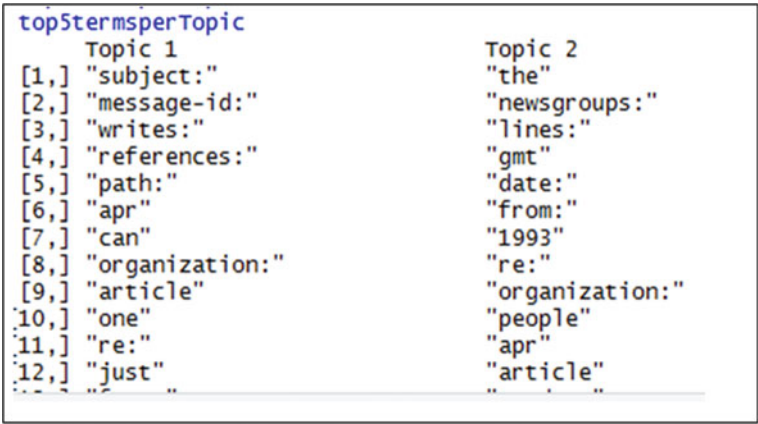 top5termsperTopic
Topic 1 Topic 2
[1,] "subject:" "the"
[2,] "message-id:" "newsgroups:"
[3,] "writes:" "lines:"
[4,] "references:" "gmt"
[5,] "path:" "date:"
[6,] "apr" "from:"
[7,] "can" "1993"
[8,] "organization:" "re:"
[9,] "article" "organization:"
[10,] "one" "people"
[11,] "re:" "apr"
[12,] "just" "article"